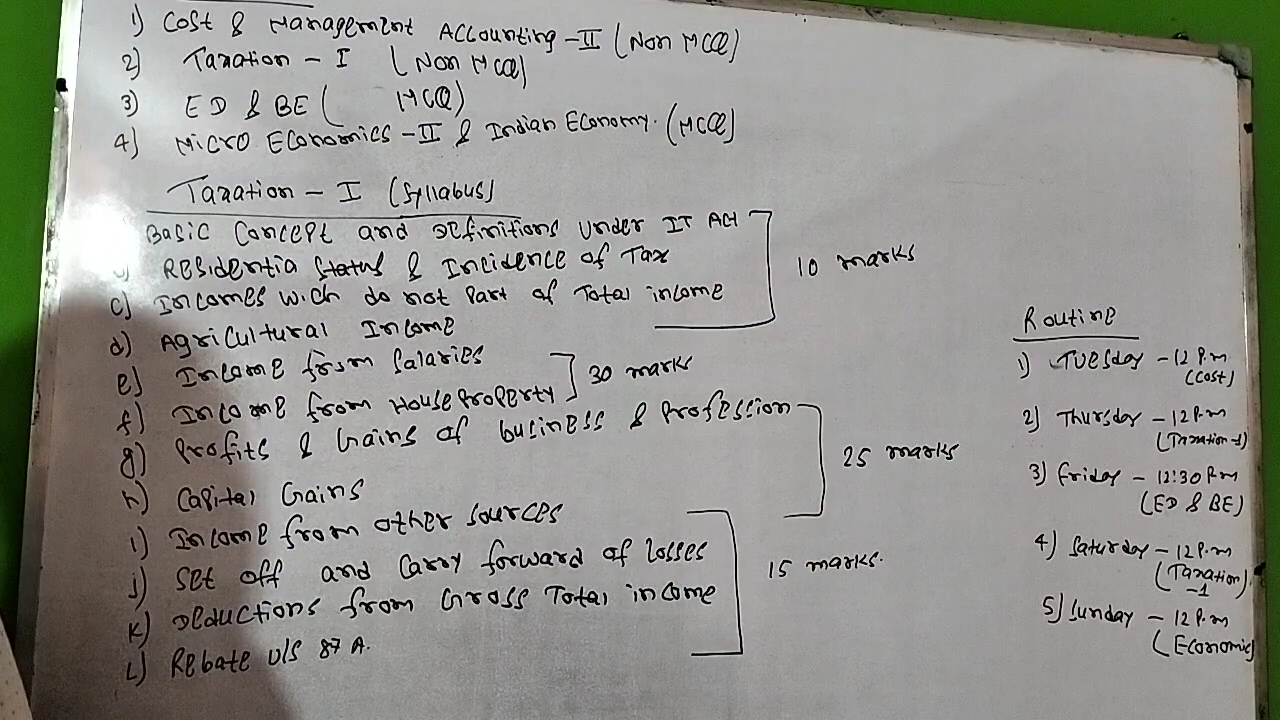 1) Cost & Management Accounting - II (Non MCQ)
2) Taxation - I (Non MCQ)
3) ED & BE ( MCQ)
4) Micro Economics - II & Indian Economy. (MCQ)
Taxation - I (Syllabus)
Basic Concept and Definitions Under IT Act
b) Residentia Status & Incidence of Tax
c) Incomes wich do not Part of Total income
d) Agricultural Income
10 marks
e) Income from Salaries
f) Income from House Property
30 marks
g) Profits & Gains of business & Profession
h) Capital Gains
25 marks
i) Income from other sources
j) Set off and Carry forward of losses
k) Deductions from Gross Total income
L) Rebate U/S 87 A.
15 marks.
Routine
1) Tuesday - 12 P.m
(Cost)
2) Thursday - 12 P.m
(Taxation-1)
3) Friday - 12:30 P.m
(ED & BE)
4) Saturday - 12 P.m
(Taxation)
-1
5) Sunday - 12 P.m
(Economic)